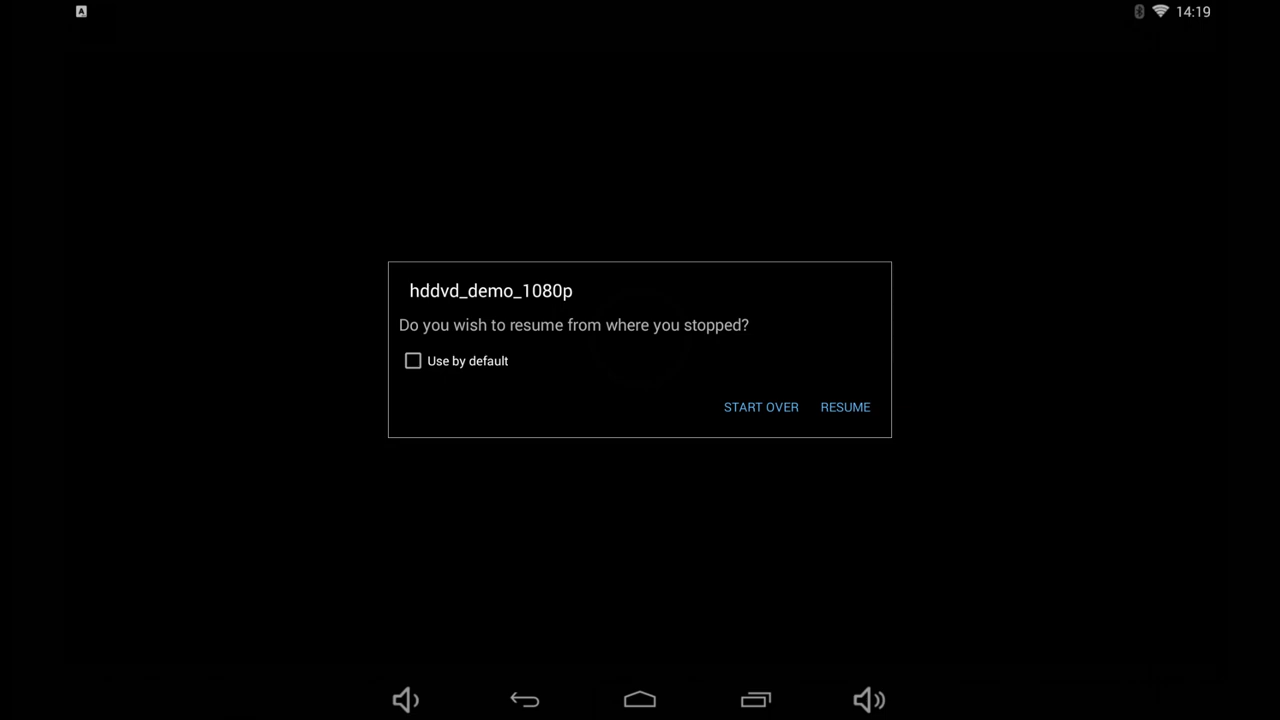 A
14:19
hddvd_demo_1080p
Do you wish to resume from where you stopped?
Use by default
START OVER RESUME